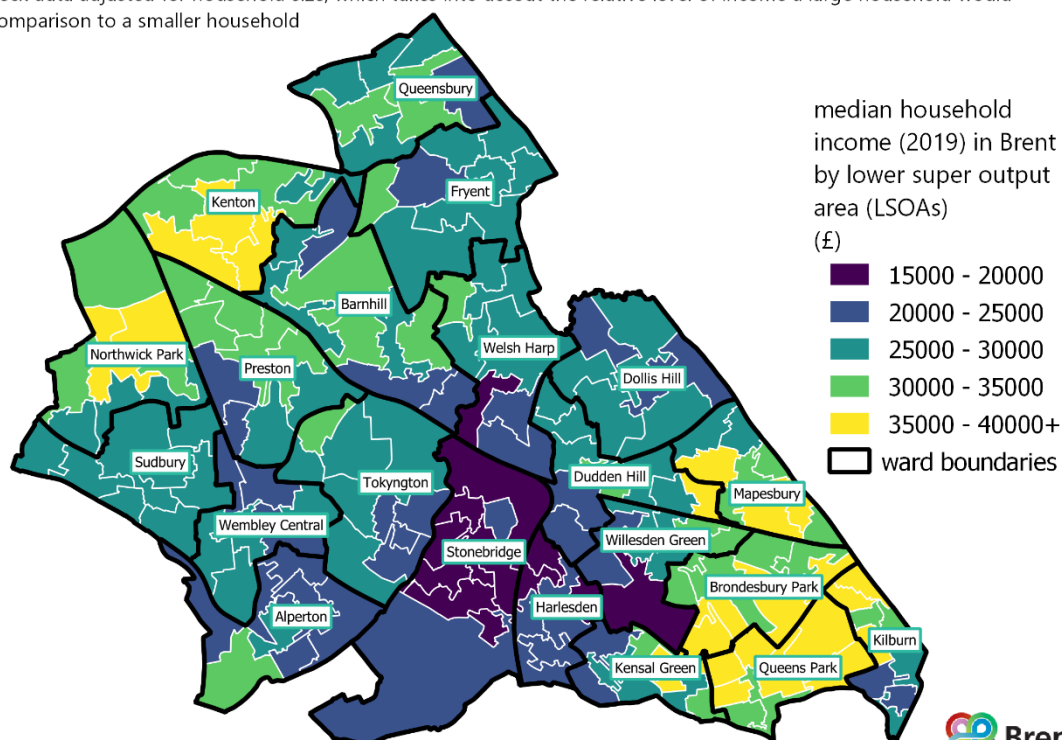 comparison to a smaller household
Queensbury
median household
income (2019) in Brent
by lower super output
area (LSOAs)
(£)
15000 - 20000
20000 - 25000
25000 - 30000
30000 - 35000
35000 - 40000+
ward boundaries
Fryent
Kenton
Barnhill
Welsh Harp
Northwick Park
Preston
Dollis Hill
Sudbury
Tokyngton
Dudden Hill
Mapesbury
Wembley Central
Stonebridge
Willesden Green
Brondesbury Park
Alperton
Harlesden
Kilburn
Kensal Green
Queens Park